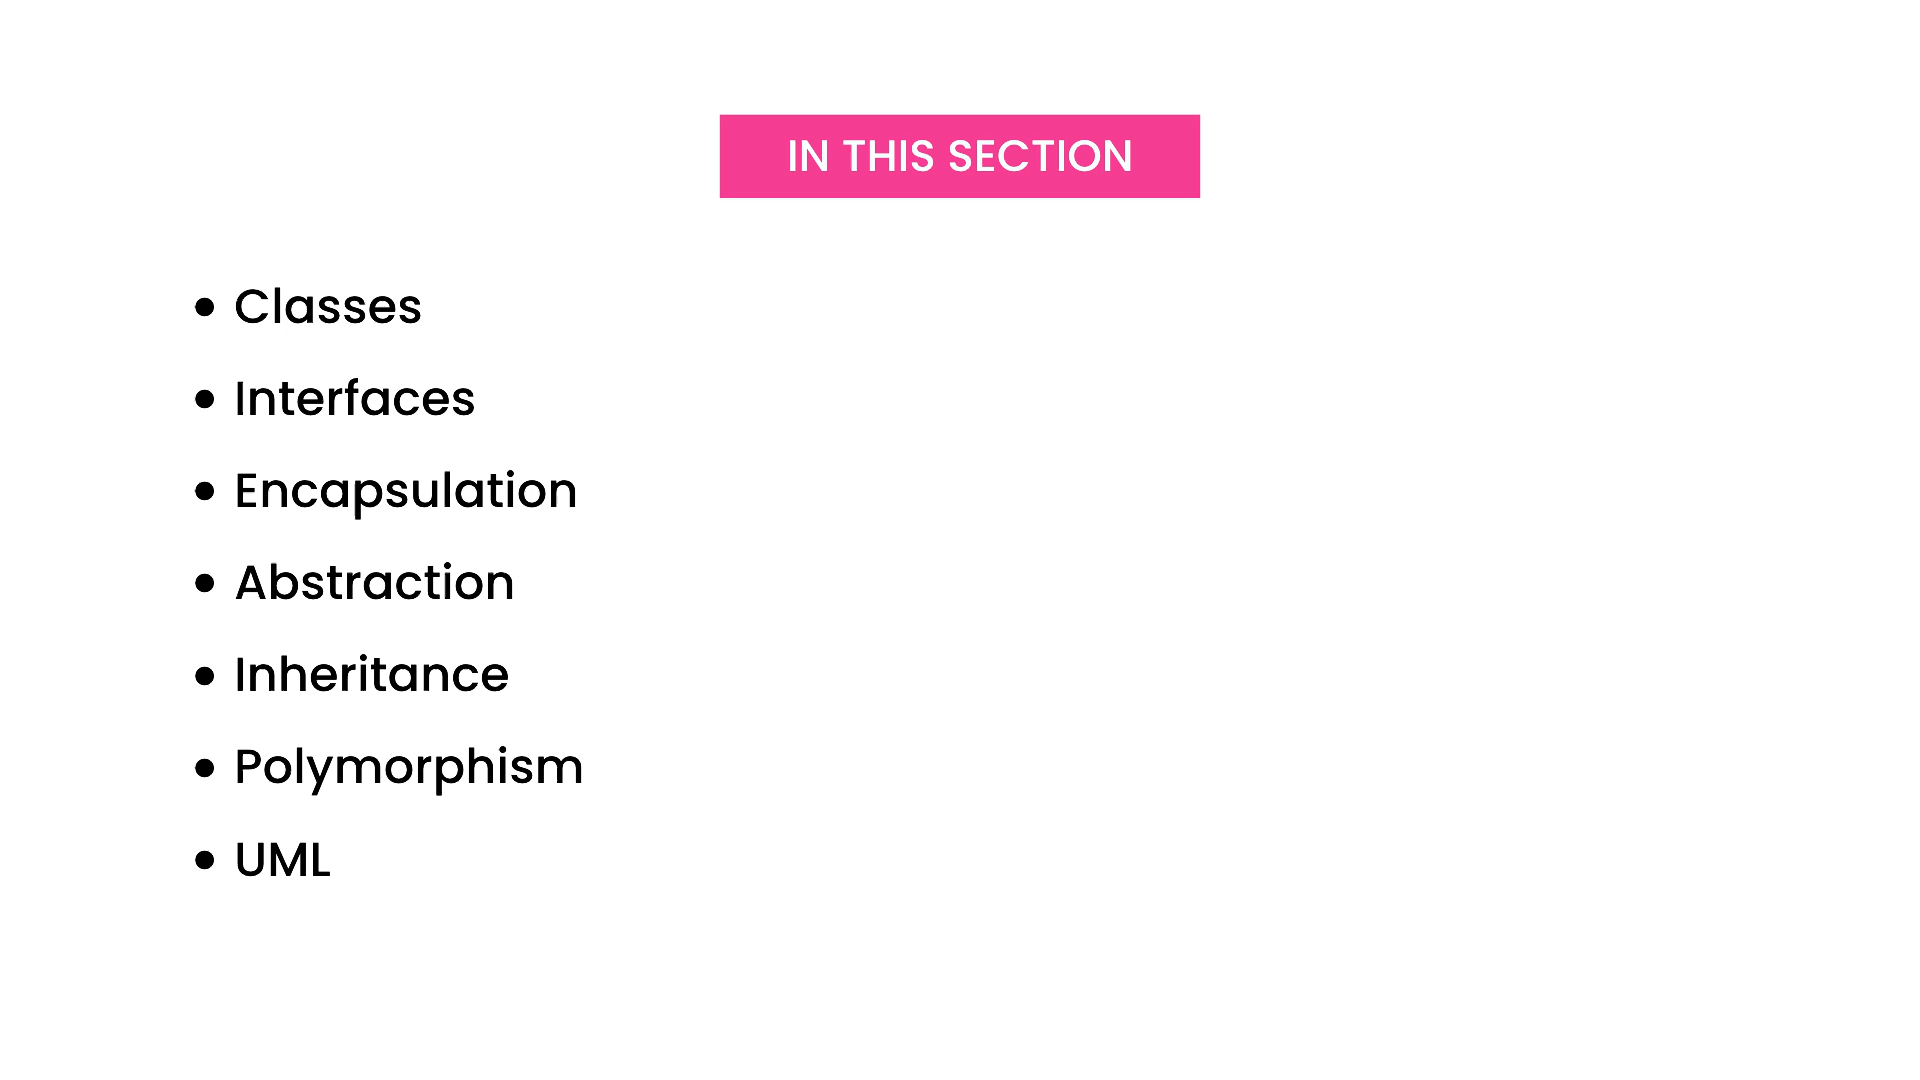 IN THIS SECTION
• Classes
• Interfaces
• Encapsulation
• Abstraction
• Inheritance
• Polymorphism
• UML